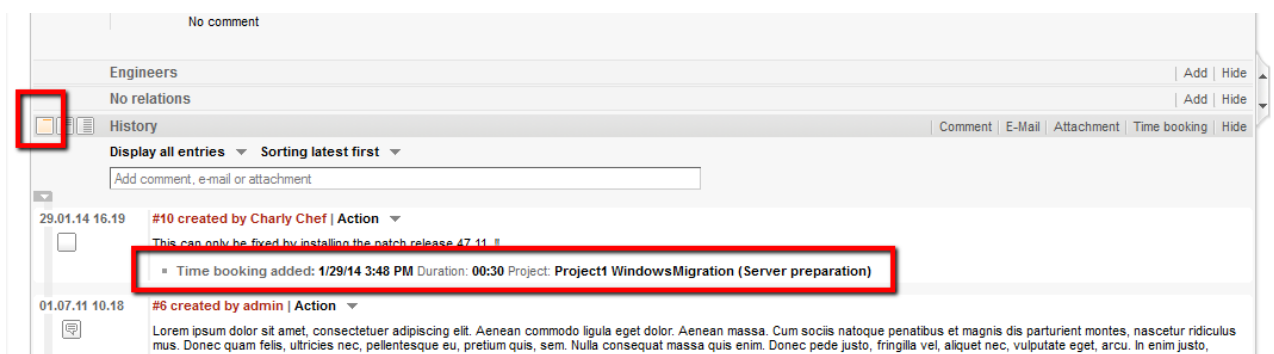 No comment
Engineers | Add | Hide
No relations | Add | Hide
History | Comment | E-Mail | Attachment | Time booking | Hide
Display all entries Sorting latest first
Add comment, e-mail or attachment
29.01.14 16.19 #10 created by Charly Chef | Action
This can only be fixed by installing the patch release 47.11.
Time booking added: 1/29/14 3:48 PM Duration: 00:30 Project: Project1 WindowsMigration (Server preparation)
01.07.11 10.18 #6 created by admin | Action
Lorem ipsum dolor sit amet, consectetuer adipiscing elit. Aenean commodo ligula eget dolor. Aenean massa. Cum sociis natoque penatibus et magnis dis parturient montes, nascetur ridiculus
mus. Donec quam felis, ultricies nec, pellentesque eu, pretium quis, sem. Nulla consequat massa quis enim. Donec pede justo, fringilla vel, aliquet nec, vulputate eget, arcu. In enim justo,